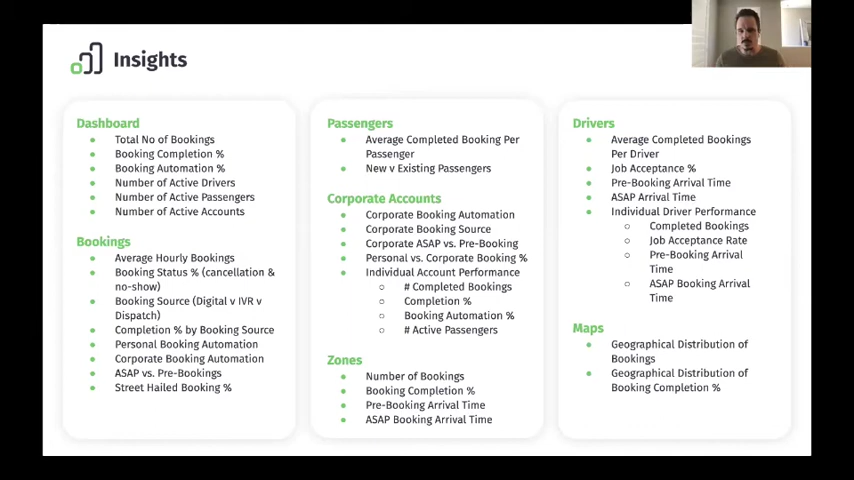 Insights
Dashboard
Total No of Bookings
Booking Completion %
Booking Automation %
Number of Active Drivers
Number of Active Passengers
Number of Active Accounts
Bookings
Average Hourly Bookings
Booking Status % (cancellation &
no-show)
Booking Source (Digital v IVR v
Dispatch)
Completion % by Booking Source
Personal Booking Automation
Corporate Booking Automation
ASAP vs. Pre-Bookings
Street Hailed Booking %
Passengers
Average Completed Booking Per
Passenger
New v Existing Passengers
Corporate Accounts
Corporate Booking Automation
Corporate Booking Source
Corporate ASAP vs. Pre-Booking
Personal vs. Corporate Booking %
Individual Account Performance
# Completed Bookings
Completion %
Booking Automation %
# Active Passengers
Zones
Number of Bookings
Booking Completion %
Pre-Booking Arrival Time
ASAP Booking Arrival Time
Drivers
Average Completed Bookings
Per Driver
Job Acceptance %
Pre-Booking Arrival Time
ASAP Arrival Time
Individual Driver Performance
Completed Bookings
Job Acceptance Rate
Pre-Booking Arrival
Time
ASAP Booking Arrival
Time
Maps
Geographical Distribution of
Bookings
Geographical Distribution of
Booking Completion %